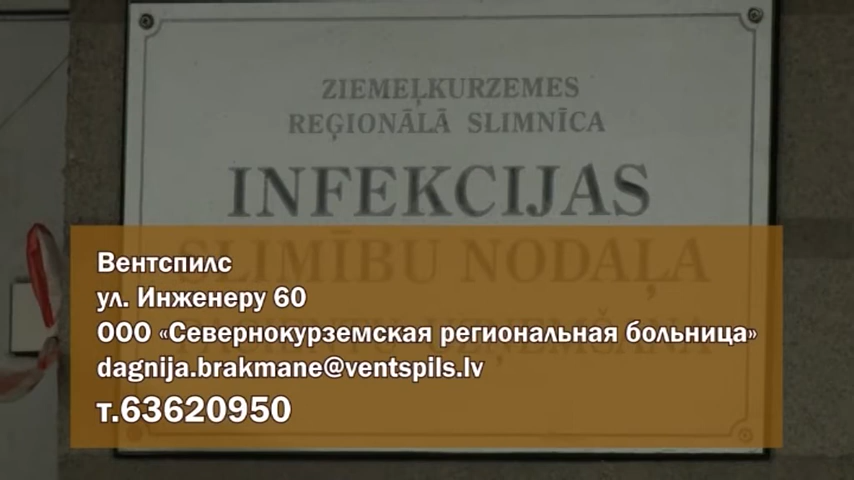 ZIEMEĻKURZEMES
REĢIONĀLĀ SLIMNĪCA
INFEKCIJAS
SLIMĪBU NODAĻA
Вентспилс
ул. Инженеру 60
ООО «Севернокурземская региональная больница»
dagnija.brakmane@ventspils.lv
т.63620950